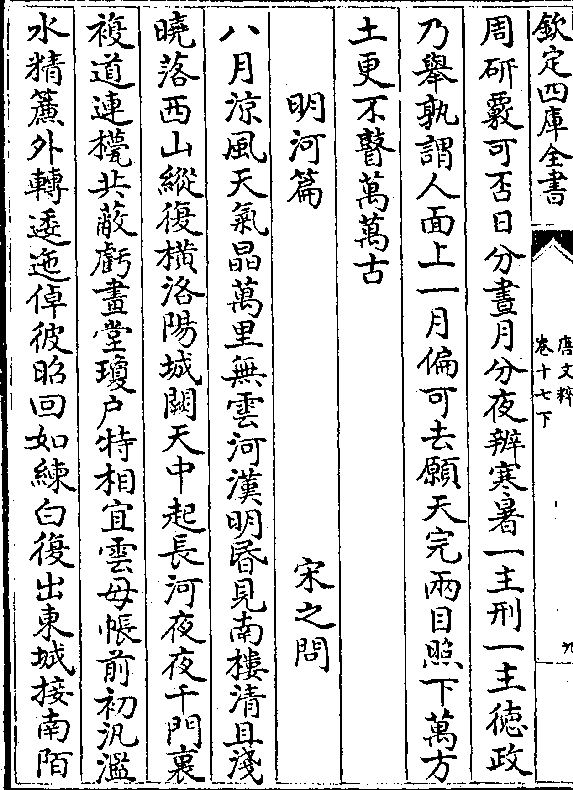 欽定四庫全書
唐文粹
卷十七下
九
周研覈可否日分晝月分夜辨寒暑一主刑一主德政
乃舉孰謂人面上一月偏可去願天完兩目照下萬方
土更不瞽萬萬古
明河篇 宋之問
八月涼風天氣晶萬里無雲河漢明昬見南樓清且淺
曉落西山縱復橫洛陽城闕天中起長河夜夜千門裏
複道連甍共蔽虧畫堂瓊户特相宜雲母帳前初汎濫
水精簾外轉逶迤倬彼昭回如練白復出東城接南陌